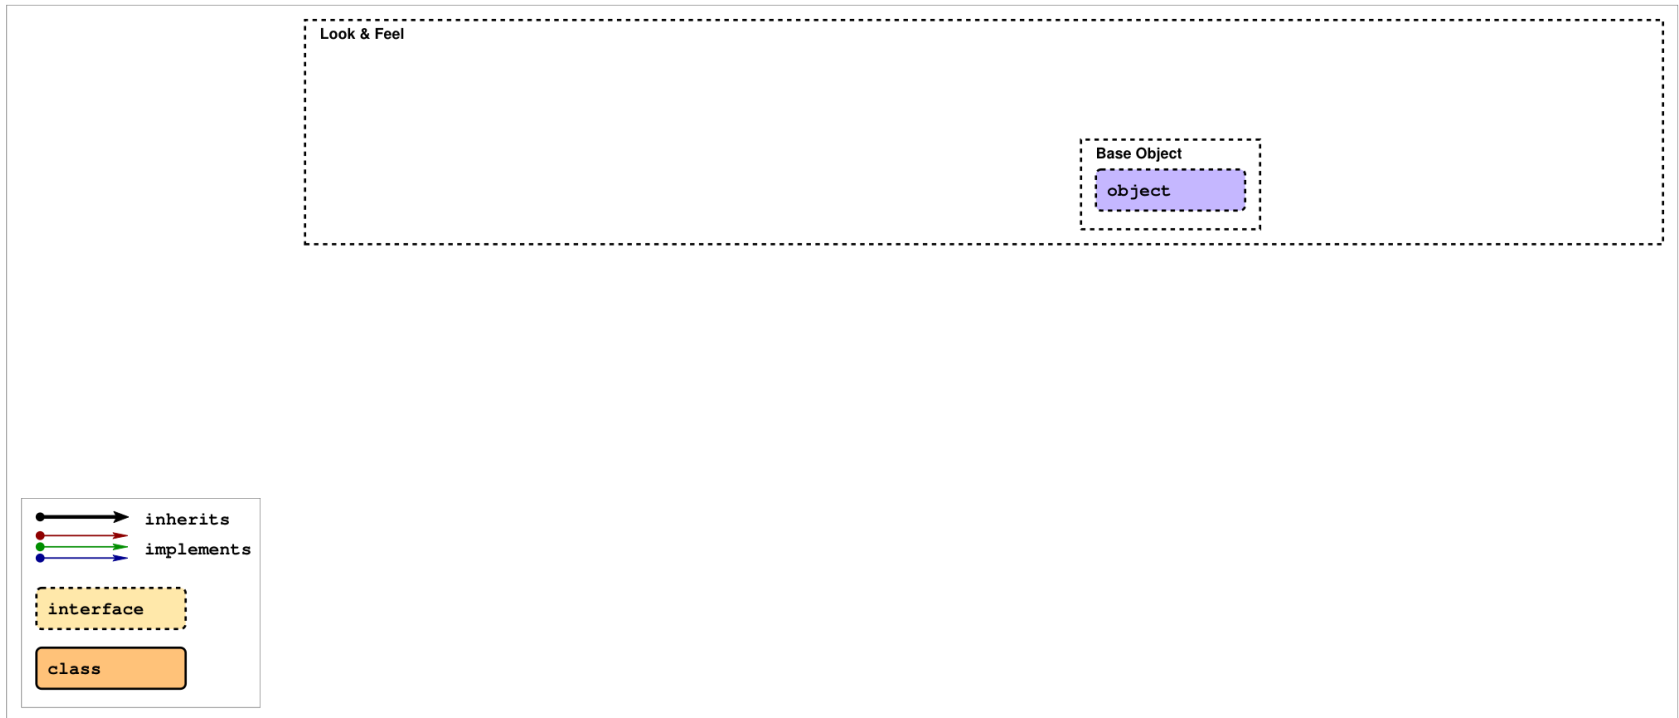 Look & Feel
Base Object
object
inherits
implements
interface
class